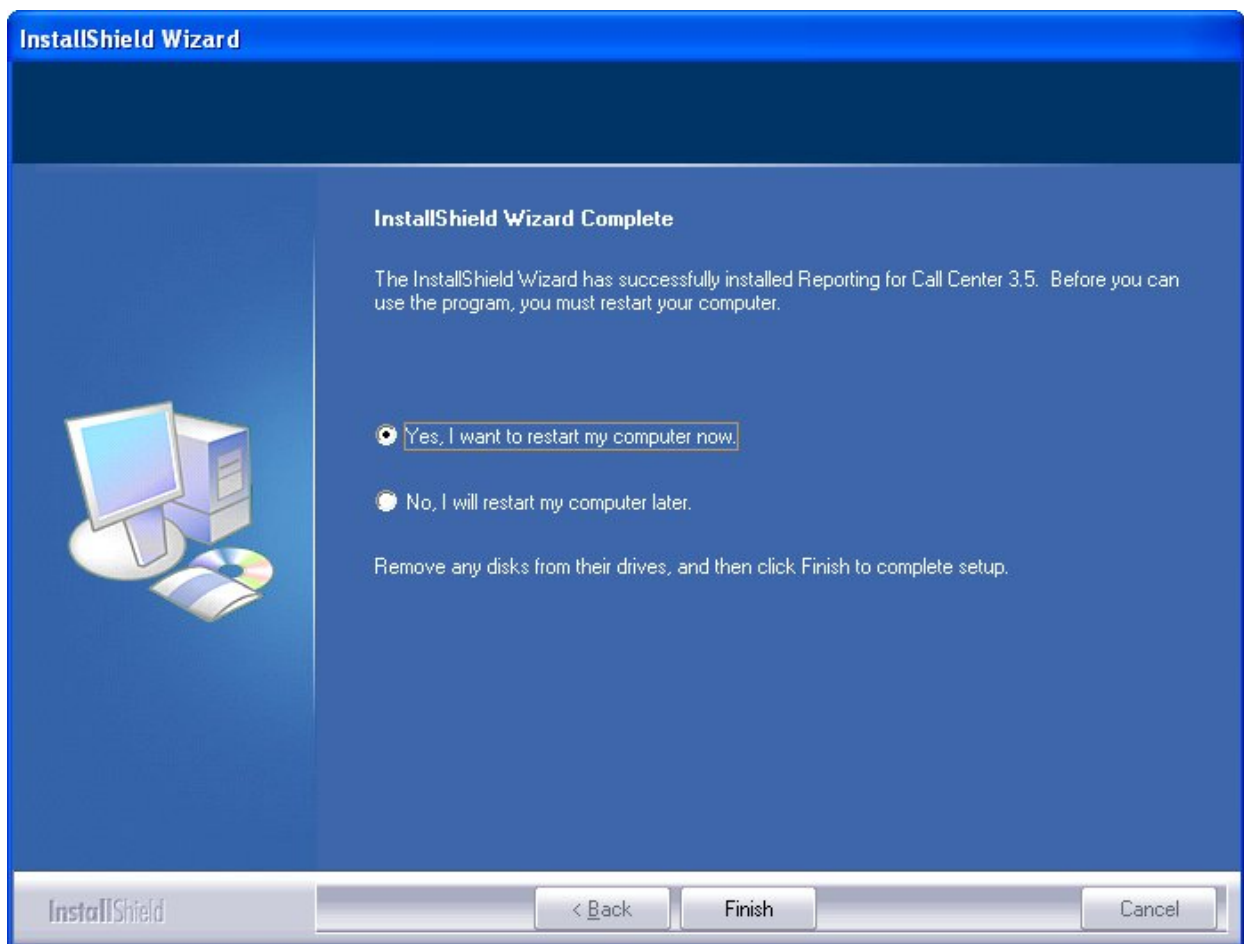 InstallShield Wizard
InstallShield Wizard Complete
The InstallShield Wizard has successfully installed Reporting for Call Center 3.5.  Before you can
use the program, you must restart your computer.
Yes, I want to restart my computer now.
No, I will restart my computer later.
Remove any disks from their drives, and then click Finish to complete setup.
InstallShield
< Back
Finish
Cancel